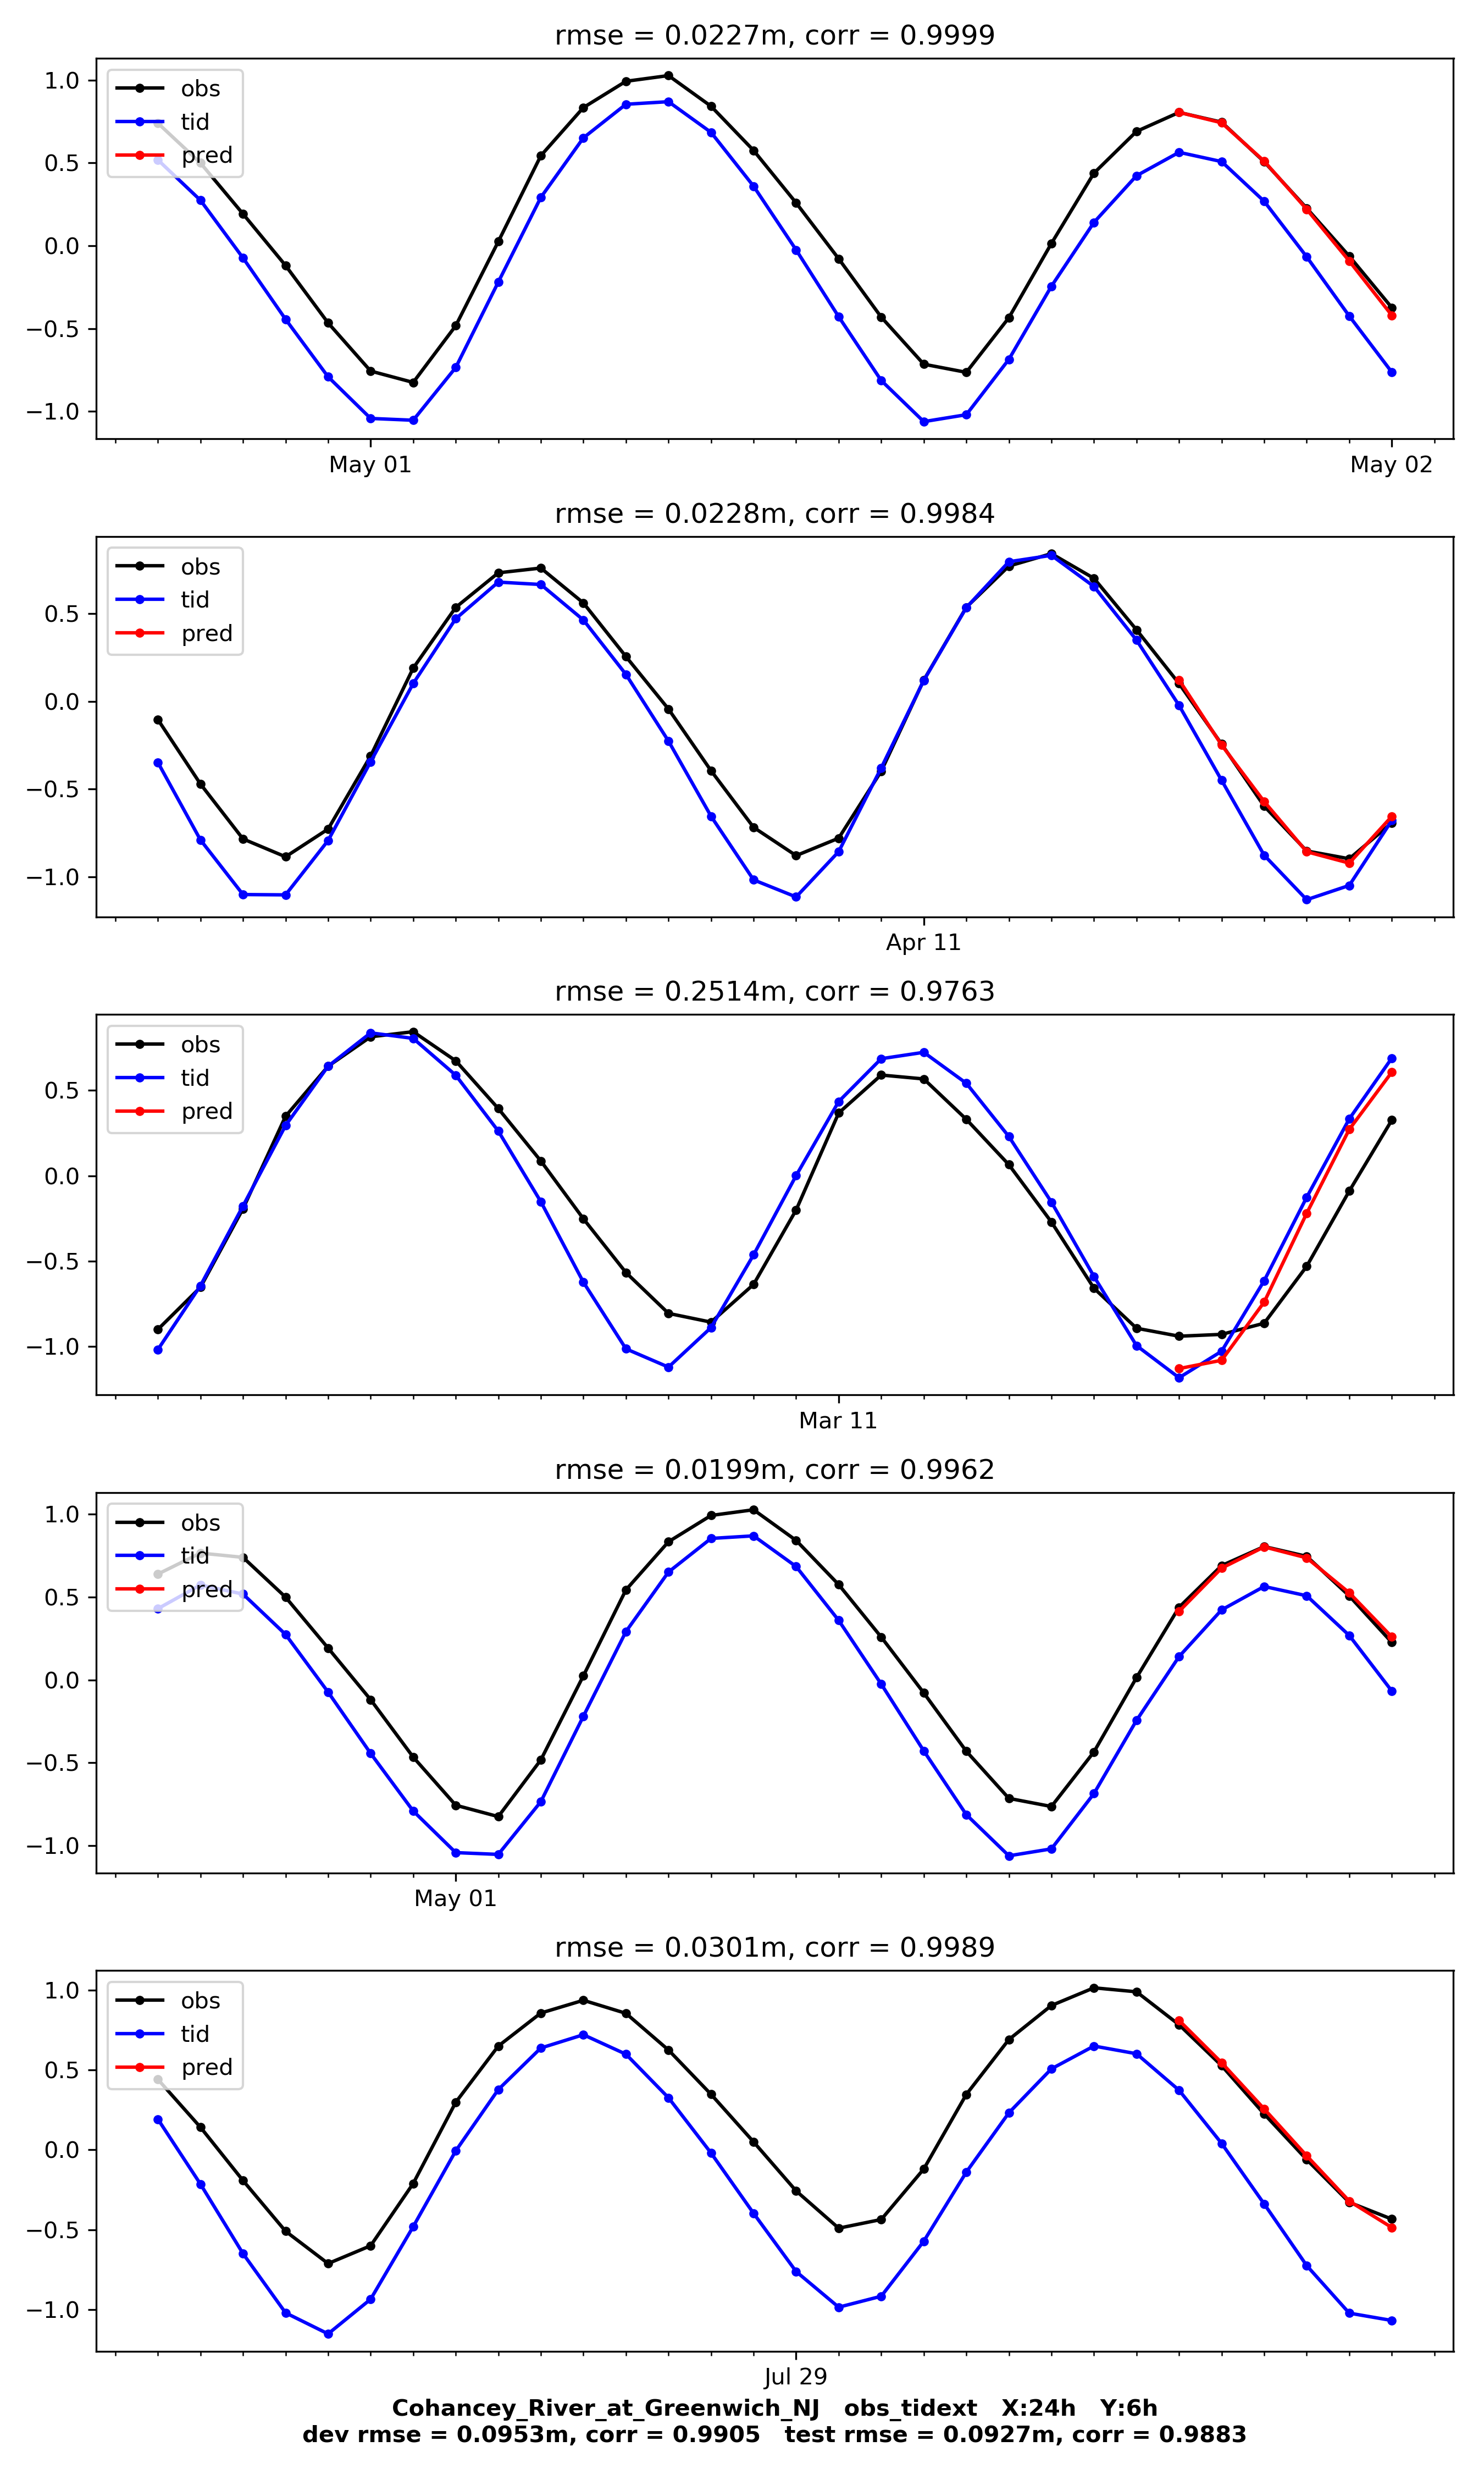 rmse = 0.0227m, corr = 0.9999
1.0
0.5
0.0
−0.5
−1.0
obs
tid
pred
May 01
May 02
rmse = 0.0228m, corr = 0.9984
0.5
0.0
−0.5
−1.0
obs
tid
pred
Apr 11
rmse = 0.2514m, corr = 0.9763
0.5
0.0
−0.5
−1.0
obs
tid
pred
Mar 11
rmse = 0.0199m, corr = 0.9962
1.0
0.5
0.0
−0.5
−1.0
obs
tid
pred
May 01
rmse = 0.0301m, corr = 0.9989
1.0
0.5
0.0
−0.5
−1.0
obs
tid
pred
Jul 29
Cohancey_River_at_Greenwich_NJ obs_tidext X:24h Y:6h
dev rmse = 0.0953m, corr = 0.9905 test rmse = 0.0927m, corr = 0.9883